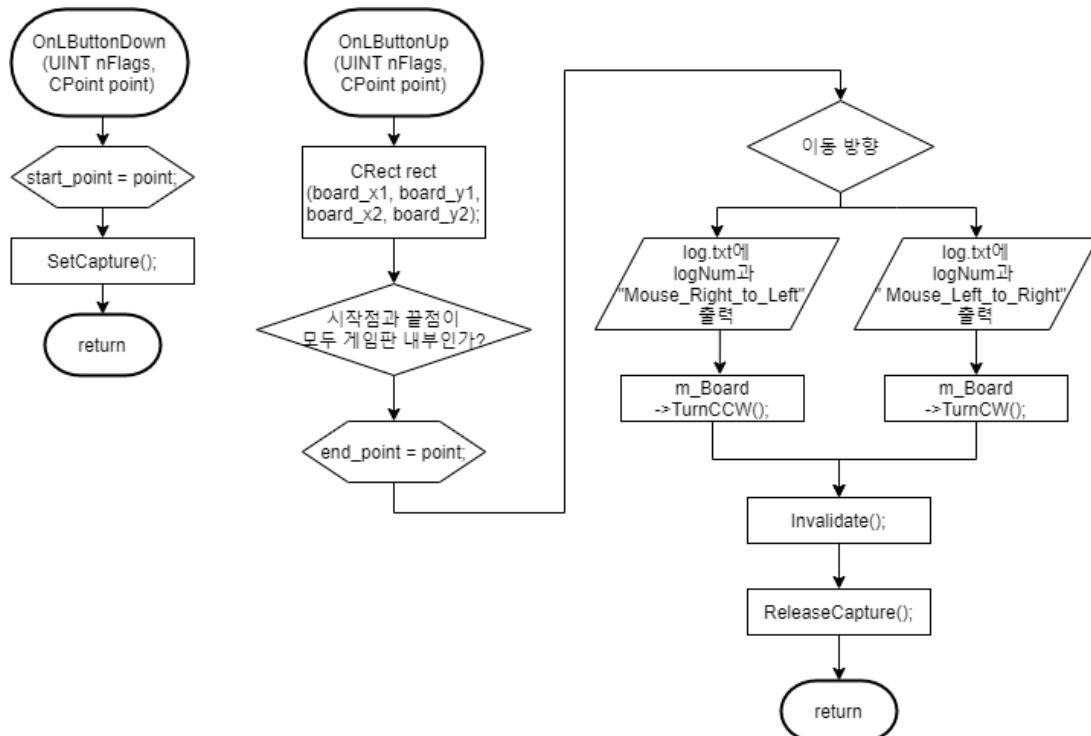 OnLButtonDown
(UINT nFlags,
CPoint point)
start_point = point;
SetCapture();
return
OnLButtonUp
(UINT nFlags,
CPoint point)
CRect rect
(board_x1, board_y1,
board_x2, board_y2);
시작점과 끝점이
모두 게임판 내부인가?
end_point = point;
이동 방향
log.txt에
logNum과
"Mouse_Right_to_Left"
출력
m_Board
->TurnCCW();
log.txt에
logNum과
" Mouse_Left_to_Right"
출력
m_Board
->TurnCW();
Invalidate();
ReleaseCapture();
return